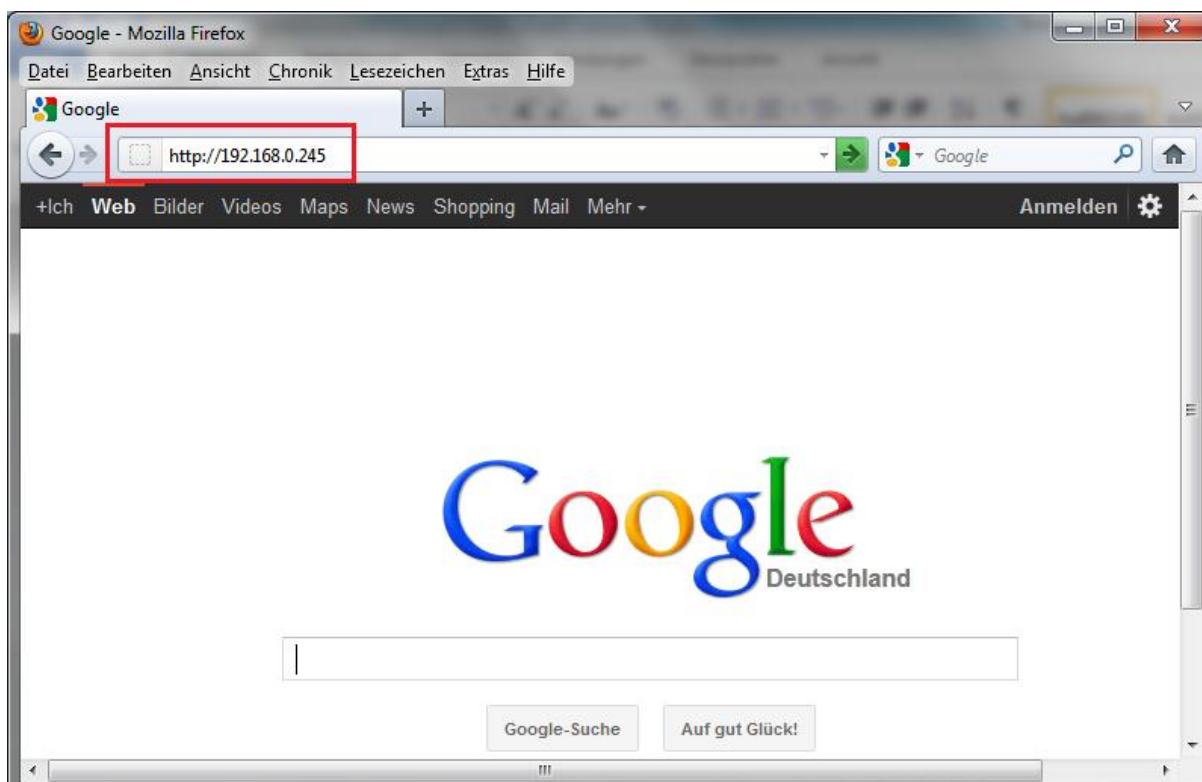 Google - Mozilla Firefox
Datei Bearbeiten Ansicht Chronik Lesezeichen Extras Hilfe
Google
http://192.168.0.245 Google
+Ich Web Bilder Videos Maps News Shopping Mail Mehr Anmelden
Google
Deutschland
Google-Suche Auf gut Glück!